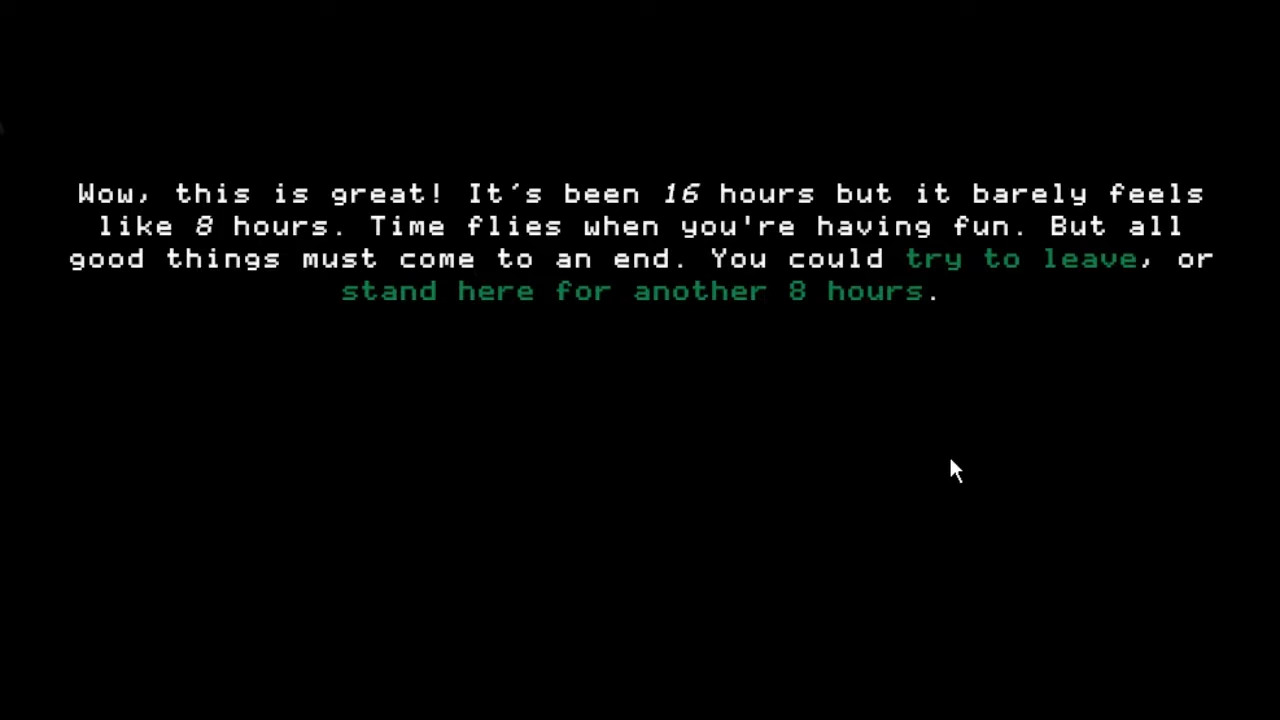 Wow, this is great! It's been 16 hours but it barely feels
like 8 hours. Time flies when you're having fun. But all
good things must come to an end. You could try to leave, or
stand here for another 8 hours.